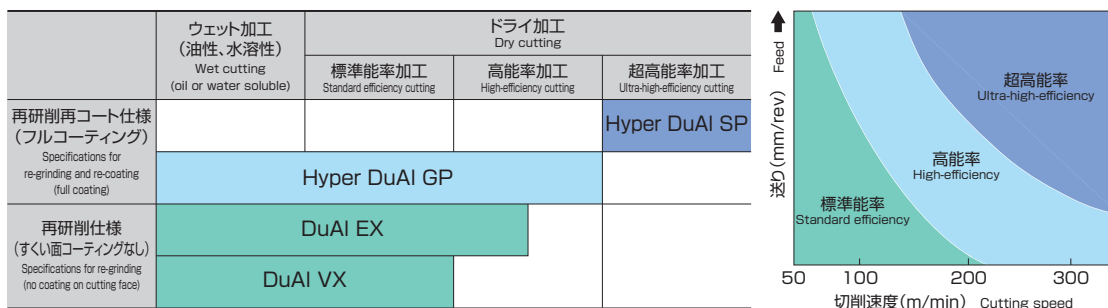 ウェット加工
(油性、水溶性)
Wet cutting
(oil or water soluble)
ドライ加工
Dry cutting
標準能率加工
Standard efficiency cutting
高能率加工
High-efficiency cutting
超高能率加工
Ultra-high-efficiency cutting
再研削再コート仕様
(フルコーティング)
Specifications for
re-grinding and re-coating
(full coating)
Hyper DuAl SP
Hyper DuAl GP
再研削仕様
(すくい面コーティングなし)
Specifications for re-grinding
(no coating on cutting face)
DuAl EX
DuAl VX
送り(mm/rev) Feed
超高能率
Ultra-high-efficiency
高能率
High-efficiency
標準能率
Standard efficiency
50 100 200 300
切削速度(m/min) Cutting speed